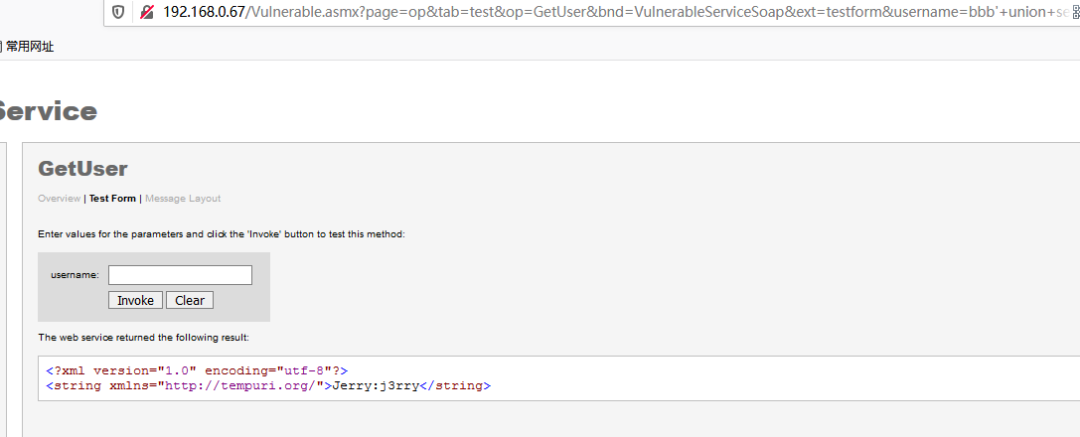 192.168.0.67/Vulnerable.asmx?page=op&tab=test&op=GetUser&bnd=VulnerableServiceSoap&ext=testform&username=bbb'+union+se
常用网址
Service
GetUser
Overview | Test Form | Message Layout
Enter values for the parameters and click the 'Invoke' button to test this method:
username:
Invoke Clear
The web service returned the following result:
<?xml version="1.0" encoding="utf-8"?>
<string xmlns="http://tempuri.org/">Jerry:j3rry</string>